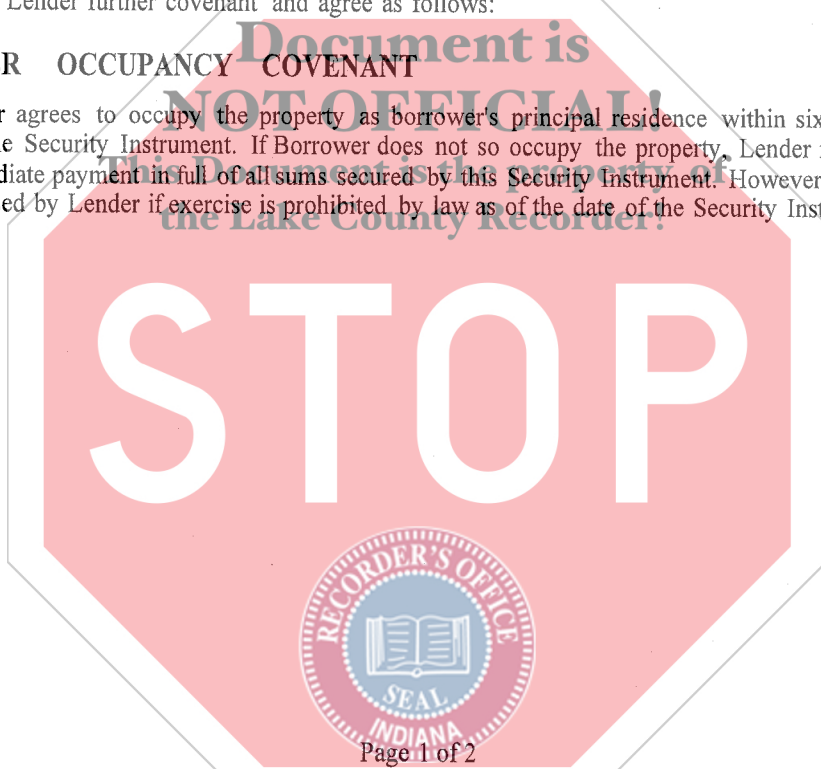 Lender further covenant and agree as follows:
Document is
R OCCUPANCY COVENANT
NOT OFFICIAL!
r agrees to occupy the property as borrower's principal residence within six
e Security Instrument. If Borrower does not so occupy the property, Lender
This Document is the property of
diate payment in full of all sums secured by this Security Instrument. However
ed by Lender if exercise is prohibited by law as of the date of the Security Inst
the Lake County Recorder!
STOP
RECORDER'S OFFICE
SEAL
INDIANA
Page 1 of 2